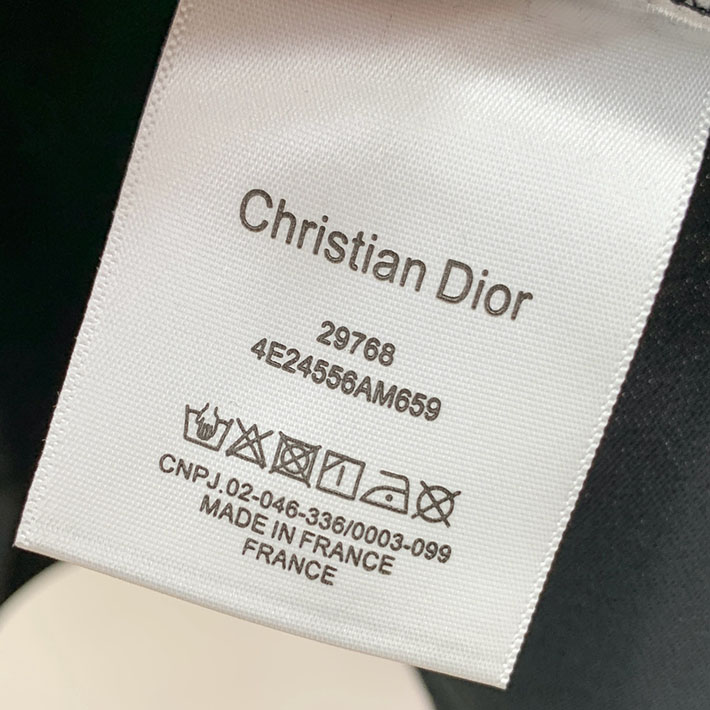 Christian Dior
29768
4E24556AM659
CNPJ.02-046-336/0003-099
MADE IN FRANCE
FRANCE